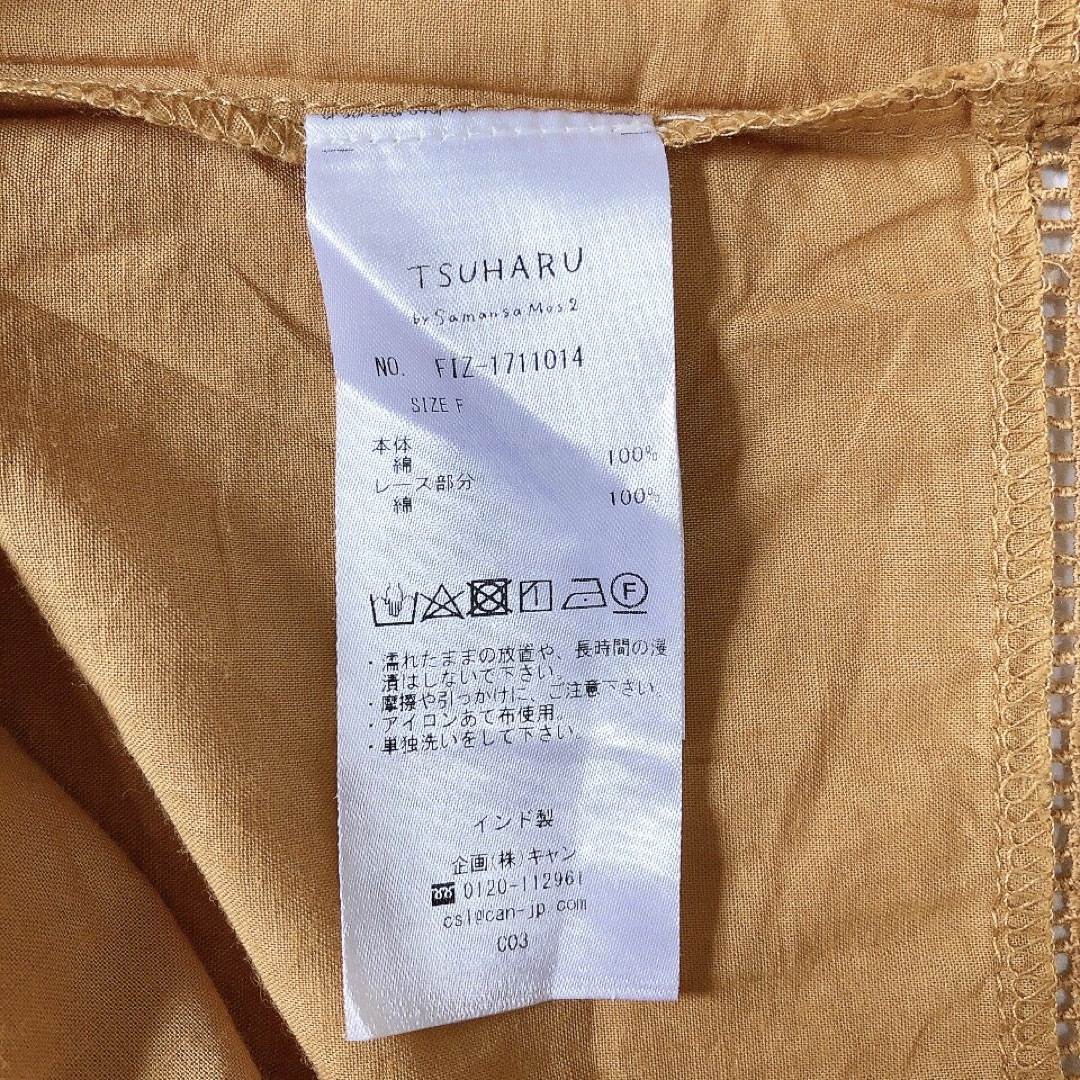 TSUHARU
by Samansa Mos2
NO. FIZ-1711014
SIZE F
本体
綿 100%
レース部分
綿 100%
F
・濡れたままの放置や、長時間の浸
漬はしないで下さい。
・摩擦や引っかけに、ご注意下さい。
・アイロンあて布使用。
・単独洗いをして下さい。
インド製
企画(株)キャン
0120-112961
csl@can-jp.com
C03